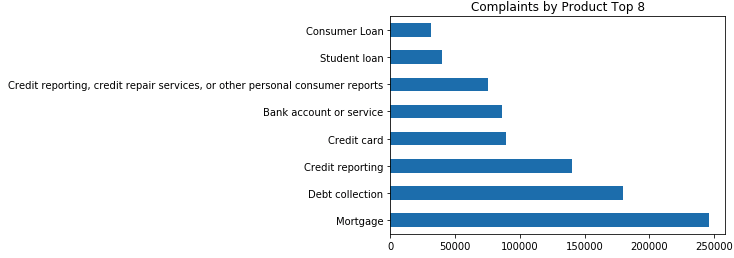 Complaints by Product Top 8
Consumer Loan
Student loan
Credit reporting, credit repair services, or other personal consumer reports
Bank account or service
Credit card
Credit reporting
Debt collection
Mortgage
0 50000 100000 150000 200000 250000